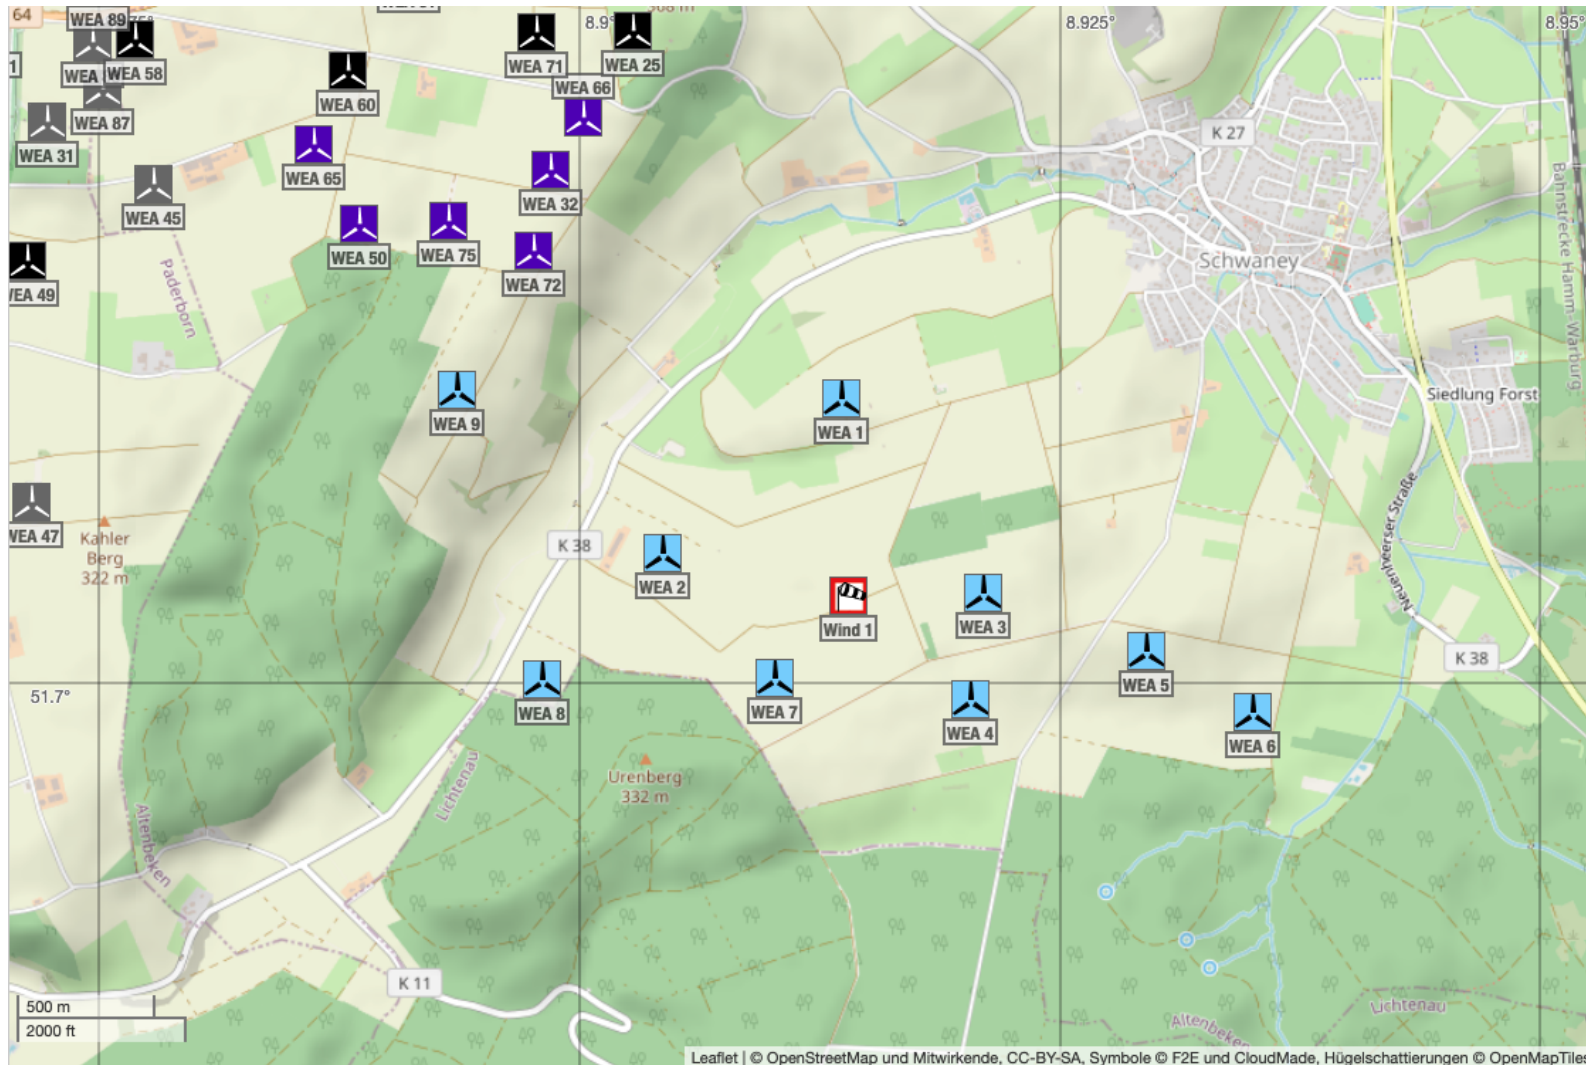 64
WEA 89
75°
8.9°
8.925°
8.95°
WEA 58
WEA 71
WEA 25
WEA 60
WEA 66
WEA 87
WEA 31
WEA 65
WEA 32
WEA 45
WEA 50
WEA 75
WEA 72
WEA 49
K 27
Schwaney
Paderborn
Bahnstrecke Hamm-Warburg
Siedlung Forst
WEA 9
WEA 1
WEA 47
Kahler
Berg
322 m
K 38
Neuenheerser Straße
WEA 2
Wind 1
WEA 3
K 38
51.7°
WEA 8
WEA 7
WEA 4
WEA 5
WEA 6
Urenberg
332 m
Lichtenau
Altenbeken
K 11
Altenbeken
Lichtenau
500 m
2000 ft
Leaflet | © OpenStreetMap und Mitwirkende, CC-BY-SA, Symbole © F2E und CloudMade, Hügelschattierungen © OpenMapTiles